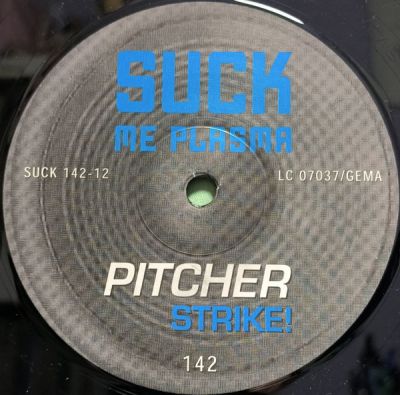 SUCK
ME PLASMA
SUCK 142-12
LC 07037/GEMA
PITCHER
STRIKE!
142